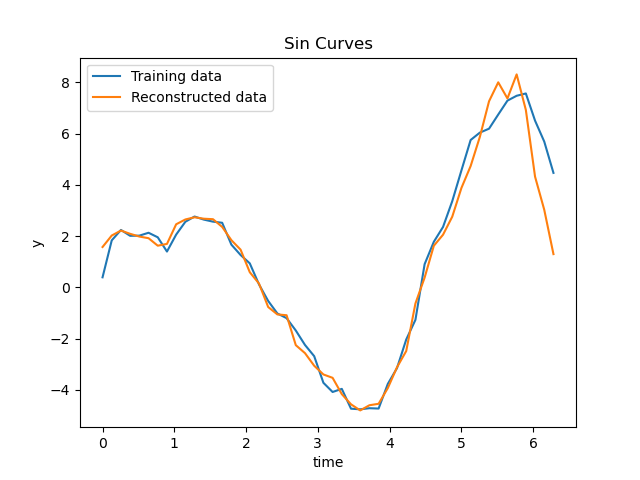 Sin Curves
Training data
Reconstructed data
8
6
4
2
0
−2
−4
y
0 1 2 3 4 5 6
time